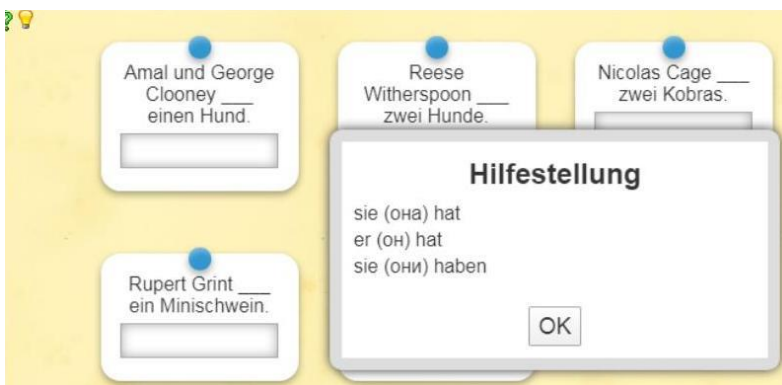 Amal und George
Clooney ___
einen Hund.
Reese
Witherspoon ___
zwei Hunde.
Nicolas Cage ___
zwei Kobras.
Hilfestellung
sie (она) hat
er (он) hat
sie (они) haben
OK
Rupert Grint ___
ein Minischwein.